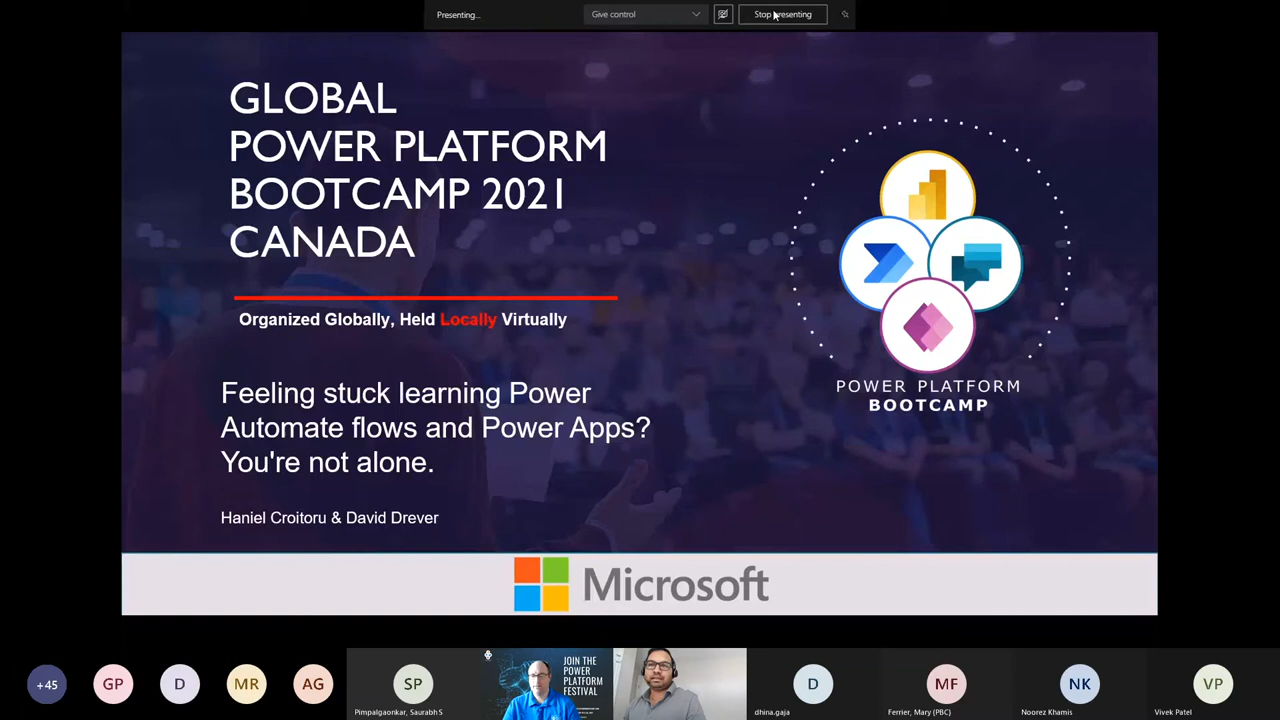 Presenting...
Give control
Stop presenting
GLOBAL
POWER PLATFORM
BOOTCAMP 2021
CANADA
Organized Globally, Held Locally Virtually
Feeling stuck learning Power
Automate flows and Power Apps?
You're not alone.
Haniel Croitoru & David Drever
POWER PLATFORM
BOOTCAMP
Microsoft
JOIN THE
POWER
PLATFORM
FESTIVAL
+45
GP
D
MR
AG
SP
D
MF
NK
VP
Pimpalgaonkar, Saurabh S
dhina.gaja
Ferrier, Mary (PBC)
Noorez Khamis
Vivek Patel